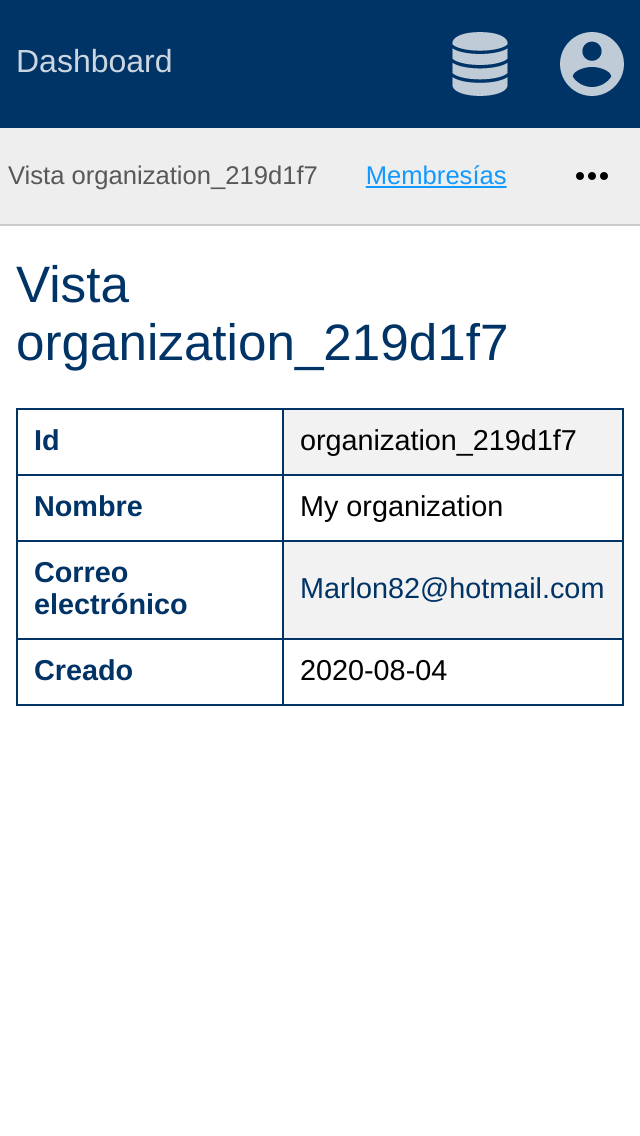 Dashboard
Vista organization_219d1f7 Membresías
Vista
organization_219d1f7
Id organization_219d1f7
Nombre My organization
Correo
electrónico Marlon82@hotmail.com
Creado 2020-08-04